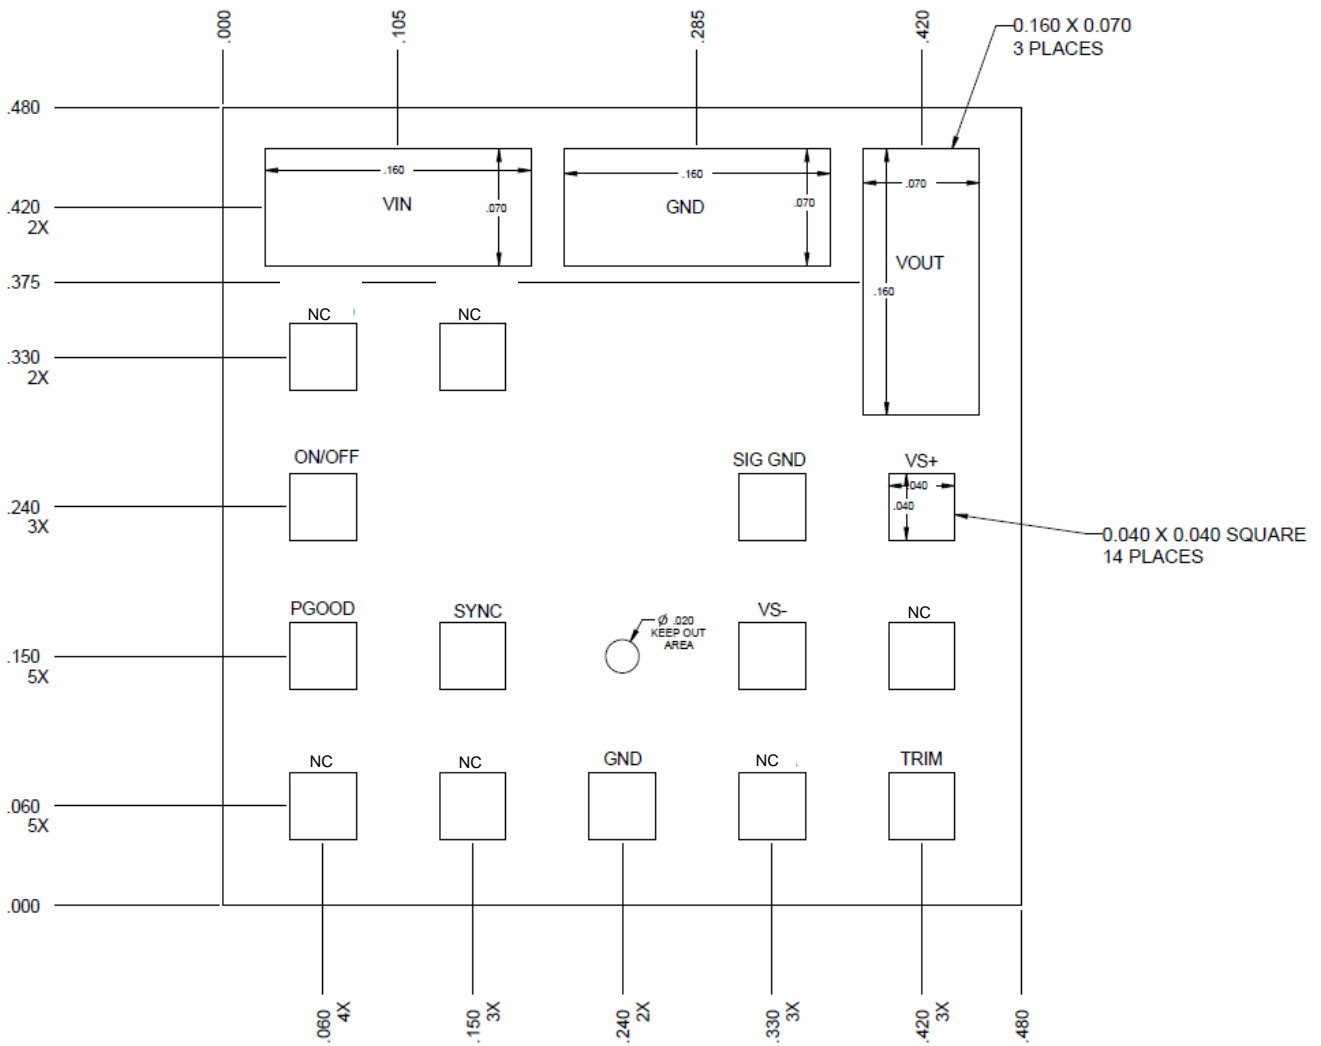 .000
.105
.285
.420
0.160 X 0.070
3 PLACES
.480
.160
.070
VIN
.160
.070
GND
.070
.160
VOUT
.420
2X
.375
NC
NC
.330
2X
ON/OFF
SIG GND
VS+
.040
.040
.240
3X
0.040 X 0.040 SQUARE
14 PLACES
PGOOD
SYNC
Ø .020
KEEP OUT
AREA
VS-
NC
.150
5X
NC
NC
GND
NC
TRIM
.060
5X
.000
.060
4X
.150
3X
.240
2X
.330
3X
.420
3X
.480